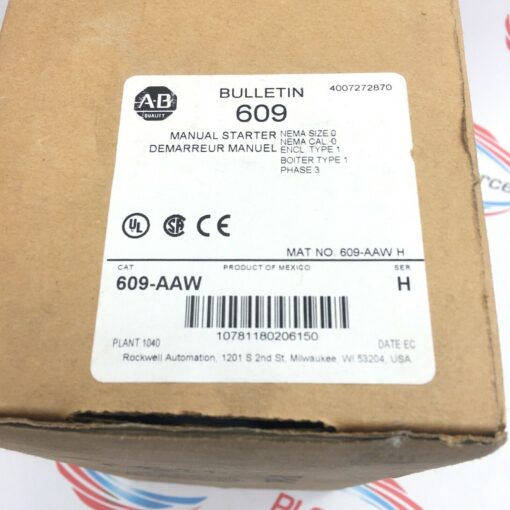 A-B
QUALITY
BULLETIN
609
4007272870
MANUAL STARTER
DEMARREUR MANUEL
NEMA SIZE 0
NEMA CAL 0
ENCL TYPE 1
BOITER TYPE 1
PHASE 3
UL
MAT NO 609-AAW H
CAT
PRODUCT OF MEXICO
SER
609-AAW
H
10781180206150
PLANT 1040
DATE EC
Rockwell Automation, 1201 S 2nd St, Milwaukee, WI 53204, USA